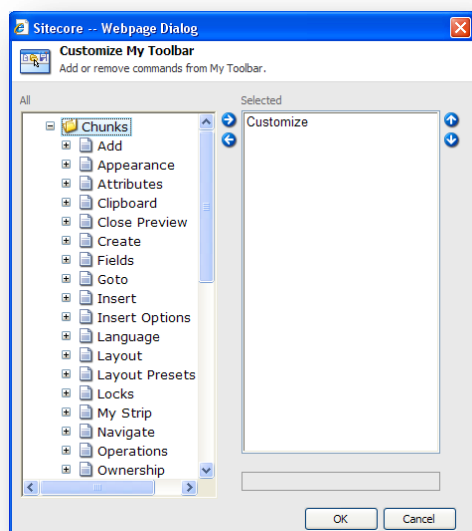 Sitecore -- Webpage Dialog
Customize My Toolbar
Add or remove commands from My Toolbar.
All
Selected
Chunks
Add
Appearance
Attributes
Clipboard
Close Preview
Create
Fields
Goto
Insert
Insert Options
Language
Layout
Layout Presets
Locks
My Strip
Navigate
Operations
Ownership
Customize
OK
Cancel